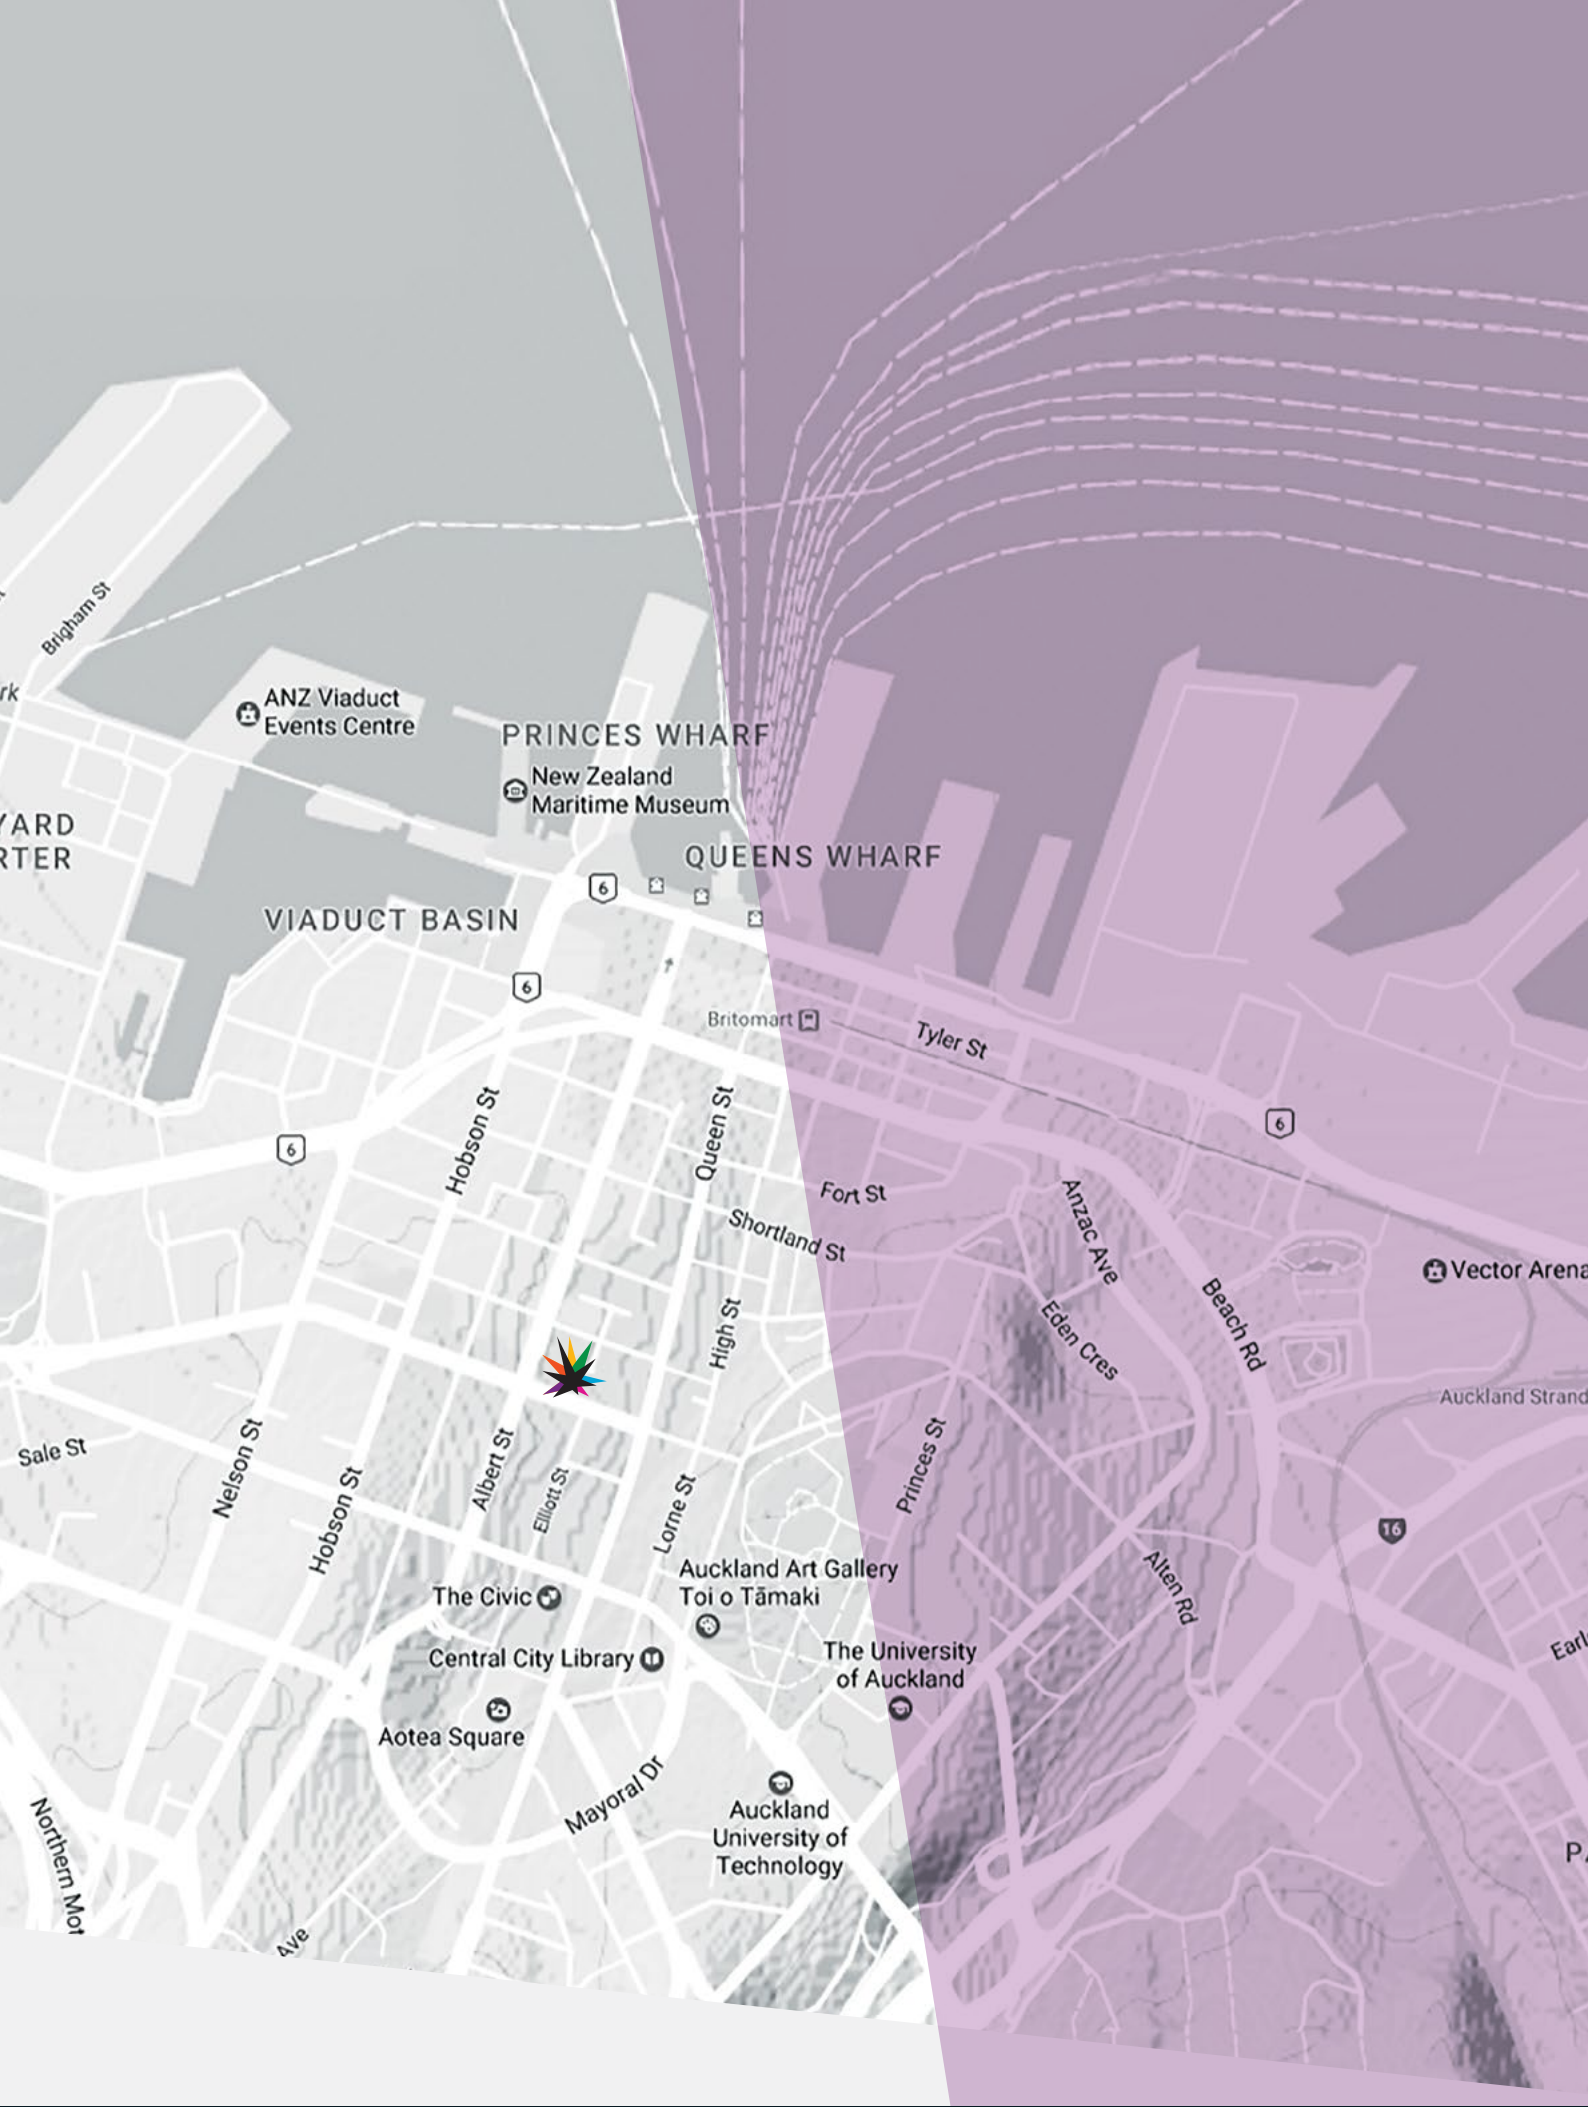 Brigham St
rk
ANZ Viaduct
Events Centre
PRINCES WHARF
New Zealand
Maritime Museum
YARD
RTER
QUEENS WHARF
6
VIADUCT BASIN
6
Britomart
Tyler St
6
6
Hobson St
Queen St
Fort St
Shortland St
Anzac Ave
Vector Arena
High St
Eden Cres
Beach Rd
Auckland Strand
Sale St
Nelson St
Hobson St
Albert St
Elliott St
Lorne St
Princes St
16
Alten Rd
Auckland Art Gallery
Toi o Tāmaki
The Civic
Central City Library
The University
of Auckland
Earl
Aotea Square
Mayoral Dr
Auckland
University of
Technology
Northern Mot
Ave
P